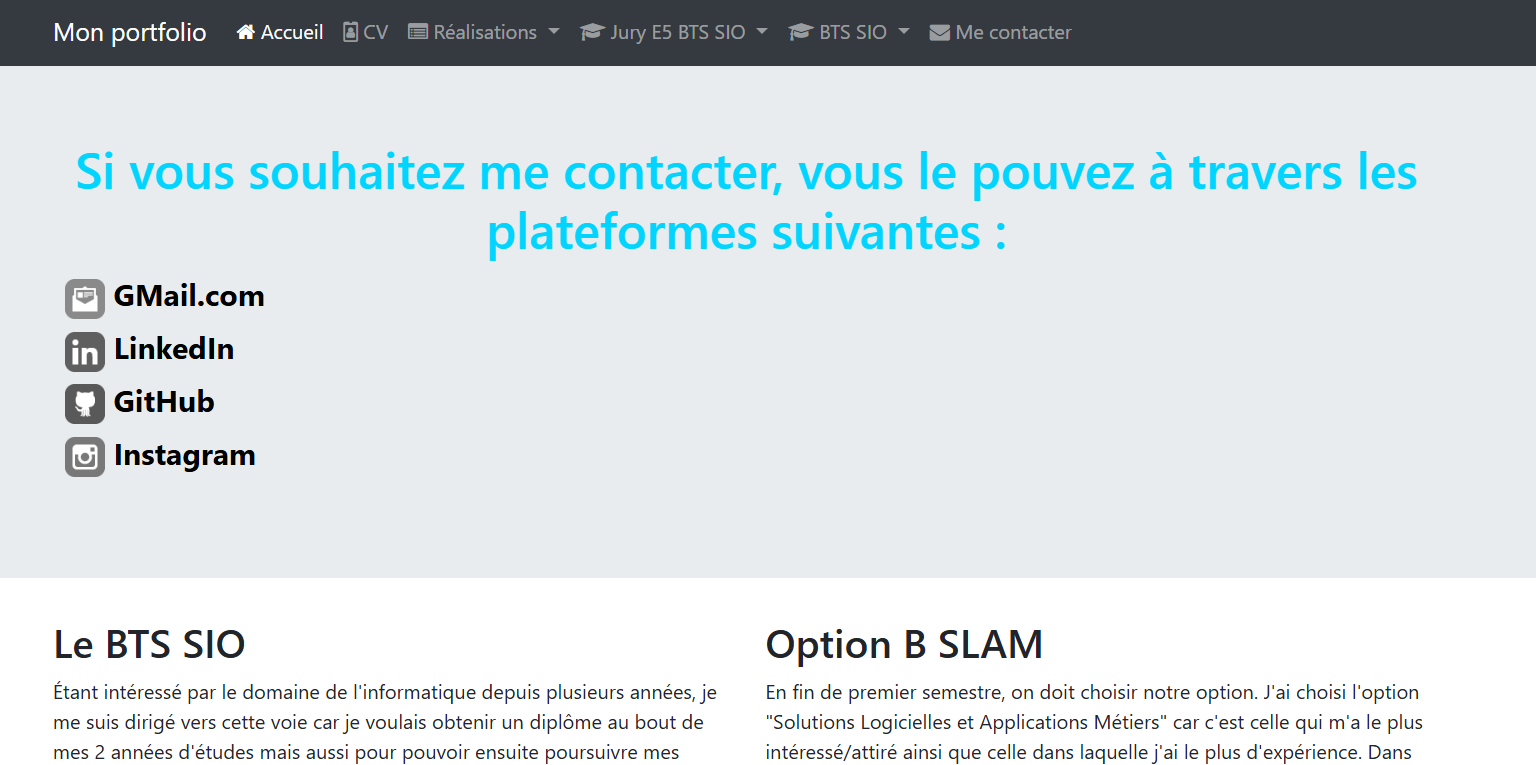 Mon portfolio Accueil CV Réalisations Jury E5 BTS SIO BTS SIO Me contacter
Si vous souhaitez me contacter, vous le pouvez à travers les
plateformes suivantes :
GMail.com
LinkedIn
GitHub
Instagram
Le BTS SIO
Étant intéressé par le domaine de l'informatique depuis plusieurs années, je
me suis dirigé vers cette voie car je voulais obtenir un diplôme au bout de
mes 2 années d'études mais aussi pour pouvoir ensuite poursuivre mes
Option B SLAM
En fin de premier semestre, on doit choisir notre option. J'ai choisi l'option
"Solutions Logicielles et Applications Métiers" car c'est celle qui m'a le plus
intéressé/attiré ainsi que celle dans laquelle j'ai le plus d'expérience. Dans